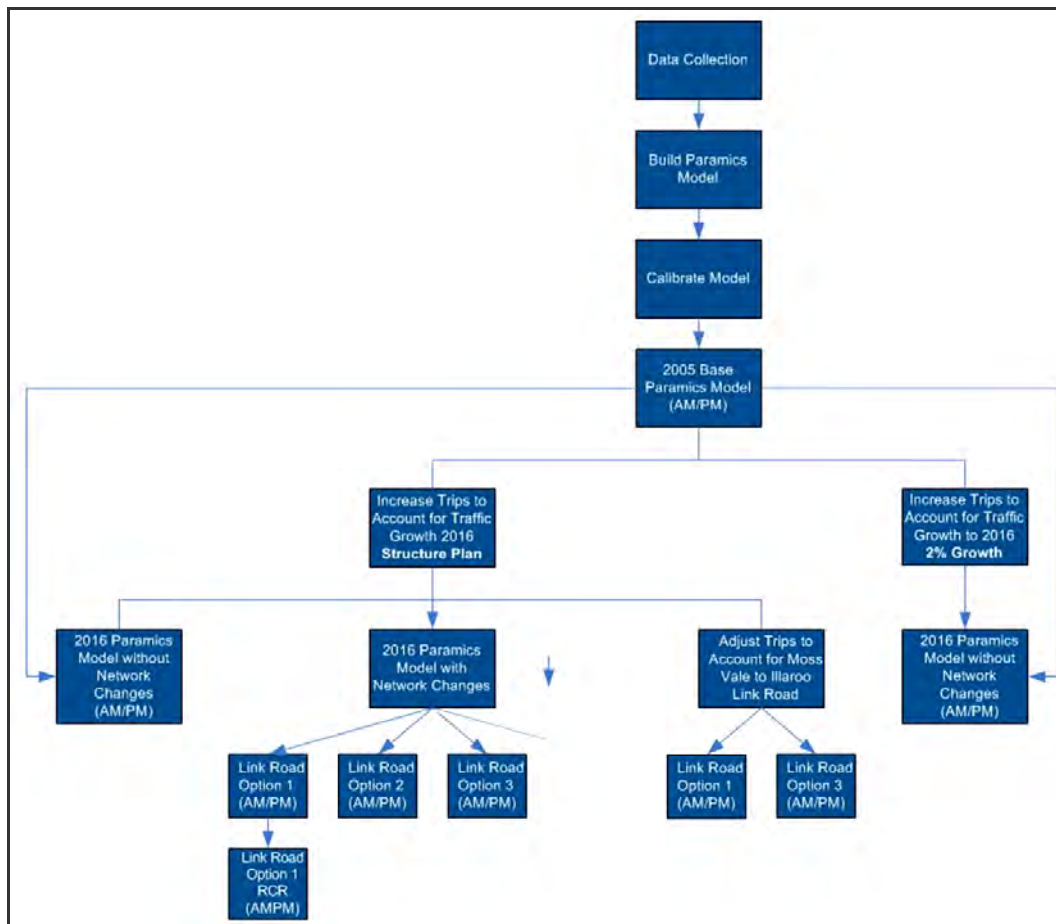 Data Collection
Build Paramics
Model
Calibrate Model
2005 Base
Paramics Model
(AM/PM)
Increase Trips to
Account for Traffic
Growth 2016
Structure Plan
Increase Trips to
Account for Traffic
Growth to 2016
2% Growth
2016 Paramics
Model without
Network
Changes
(AM/PM)
2016 Paramics
Model with
Network Changes
Adjust Trips to
Account for Moss
Vale to Illaroo
Link Road
2016 Paramics
Model without
Network
Changes
(AM/PM)
Link Road
Option 1
(AM/PM)
Link Road
Option 2
(AM/PM)
Link Road
Option 3
(AM/PM)
Link Road
Option 1
(AM/PM)
Link Road
Option 3
(AM/PM)
Link Road
Option 1
RCR
(AMPM)